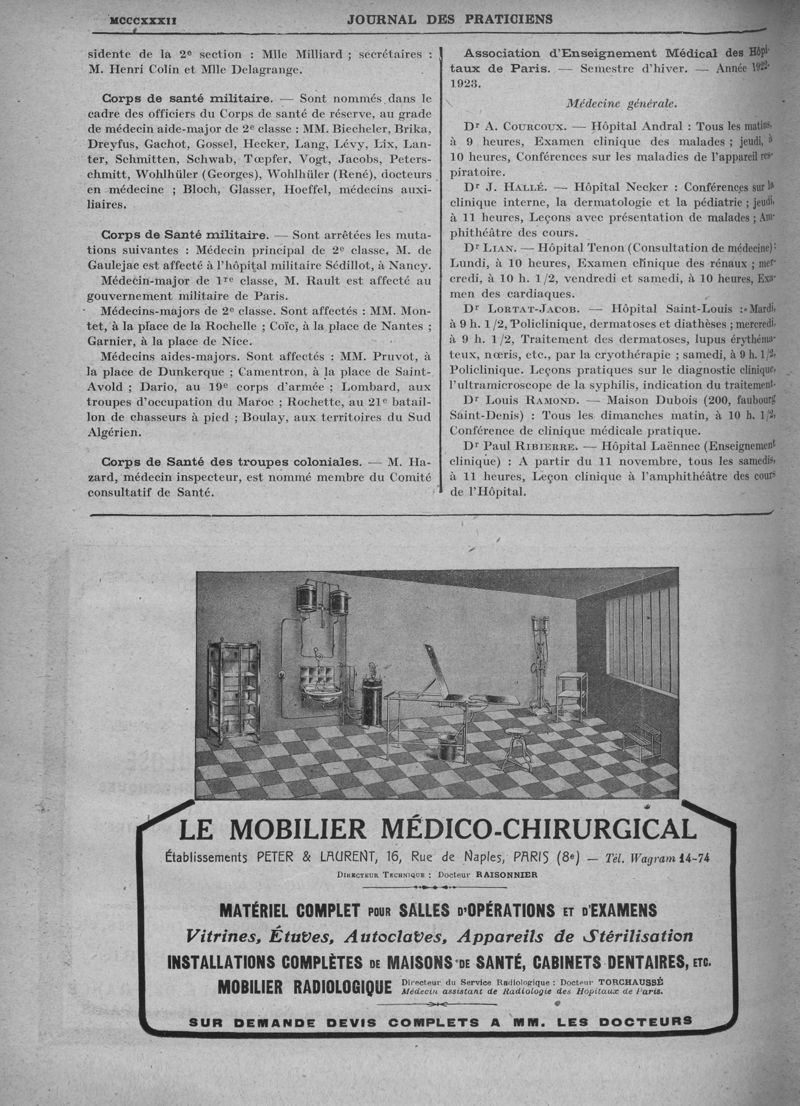 MCCCXXXII
JOURNAL DES PRATICIENS
sidente de la 2e section : Mlle Milliard ; secrétaires :
M. Henri Colin et Mlle Delagrange.
Corps de santé militaire. — Sont nommés dans le
cadre des officiers du Corps de santé de réserve, au grade
de médecin aide-major de 2e classe : MM. Biecheler, Brika,
Dreyfus, Gachot, Gossel, Hecker, Lang, Lévy, Lix, Lan-
ter, Schmitten, Schwab, Tœpfer, Vogt, Jacobs, Peters-
chmitt, Wohlhüler (Georges), Wohlhüler (René), docteurs
en médecine ; Bloch, Glasser, Hoeffel, médecins auxi-
liaires.
Corps de Santé militaire. — Sont arrêtées les muta-
tions suivantes : Médecin principal de 2e classe, M. de
Gaulejac est affecté à l'hôpital militaire Sédillot, à Nancy.
Médecin-major de 1re classe, M. Rault est affecté au
gouvernement militaire de Paris.
Médecins-majors de 2e classe. Sont affectés : MM. Mon-
tet, à la place de la Rochelle ; Coïc, à la place de Nantes ;
Garnier, à la place de Nice.
Médecins aides-majors. Sont affectés : MM. Pruvot, à
la place de Dunkerque ; Camentron, à la place de Saint-
Avold ; Dario, au 19e corps d'armée ; Lombard, aux
troupes d'occupation du Maroc ; Rochette, au 21e batail-
lon de chasseurs à pied ; Boulay, aux territoires du Sud
Algérien.
Corps de Santé des troupes coloniales. — M. Ha-
zard, médecin inspecteur, est nommé membre du Comité
consultatif de Santé.
Association d'Enseignement Médical des Hôpi-
taux de Paris. — Semestre d'hiver. — Année 1922-
1923.
Médecine générale.
Dr A. COURCOUX. — Hôpital Andral : Tous les matins,
à 9 heures, Examen clinique des malades ; jeudi, à
10 heures, Conférences sur les maladies de l'appareil res-
piratoire.
Dr J. HALLÉ. — Hôpital Necker : Conférences sur la
clinique interne, la dermatologie et la pédiatrie ; jeudi,
à 11 heures, Leçons avec présentation de malades ; Am-
phithéâtre des cours.
Dr LIAN. — Hôpital Tenon (Consultation de médecine) :
Lundi, à 10 heures, Examen clinique des rénaux ; mer-
credi, à 10 h. 1/2, vendredi et samedi, à 10 heures, Exa-
men des cardiaques.
Dr LORTAT-JACOB. — Hôpital Saint-Louis : Mardi,
à 9 h. 1/2, Policlinique, dermatoses et diathèses ; mercredi,
à 9 h. 1/2, Traitement des dermatoses, lupus érythéma-
teux, nœris, etc., par la cryothérapie ; samedi, à 9 h. 1/2,
Policlinique. Leçons pratiques sur le diagnostic clinique,
l'ultramicroscope de la syphilis, indication du traitement.
Dr Louis RAMOND. — Maison Dubois (200, faubourg
Saint-Denis) : Tous les dimanches matin, à 10 h. 1/2,
Conférence de clinique médicale pratique.
Dr Paul RIBIERRE. — Hôpital Laënnec (Enseignement
clinique) : A partir du 11 novembre, tous les samedis,
à 11 heures, Leçon clinique à l'amphithéâtre des cours
de l'Hôpital.
LE MOBILIER MÉDICO-CHIRURGICAL
Établissements PETER & LAURENT, 16, Rue de Naples, PARIS (8e) — Tél. Wagram 14-74
DIRECTEUR TECHNIQUE : Docteur RAISONNIER
MATÉRIEL COMPLET POUR SALLES D'OPÉRATIONS ET D'EXAMENS
Vitrines, Étuves, Autoclaves, Appareils de Stérilisation
INSTALLATIONS COMPLÈTES DE MAISONS DE SANTÉ, CABINETS DENTAIRES, ETC.
MOBILIER RADIOLOGIQUE Directeur du Service Radiologique : Docteur TORCHAUSSÉ
Médecin assistant de Radiologie des Hôpitaux de Paris.
SUR DEMANDE DEVIS COMPLETS A MM. LES DOCTEURS